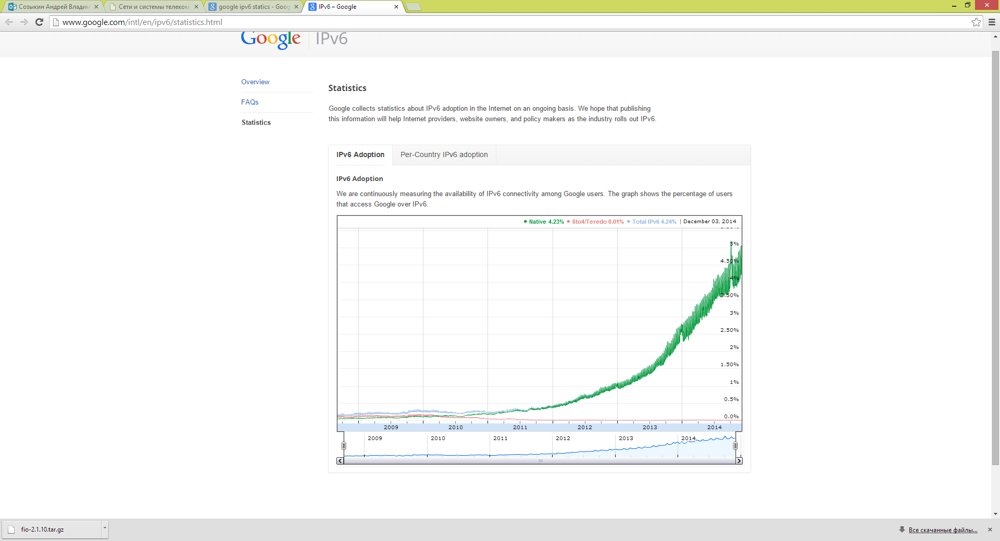 Созыкин Андрей Владим
Сети и системы телеком
google ipv6 statics - Goog
IPv6 – Google
www.google.com/intl/en/ipv6/statistics.html
Google IPv6
Overview
FAQs
Statistics
Statistics
Google collects statistics about IPv6 adoption in the Internet on an ongoing basis. We hope that publishing
this information will help Internet providers, website owners, and policy makers as the industry rolls out IPv6.
IPv6 Adoption
Per-Country IPv6 adoption
IPv6 Adoption
We are continuously measuring the availability of IPv6 connectivity among Google users. The graph shows the percentage of users
that access Google over IPv6.
Native 4.23% 6to4/Teredo 0.01% Total IPv6 4.24% | December 03, 2014
5%
4.50%
4%
3.50%
3%
2.50%
2%
1.50%
1%
0.5%
0.0%
2009 2010 2011 2012 2013 2014
2009 2010 2011 2012 2013 2014
fio-2.1.10.tar.gz
Все скачанные файлы...